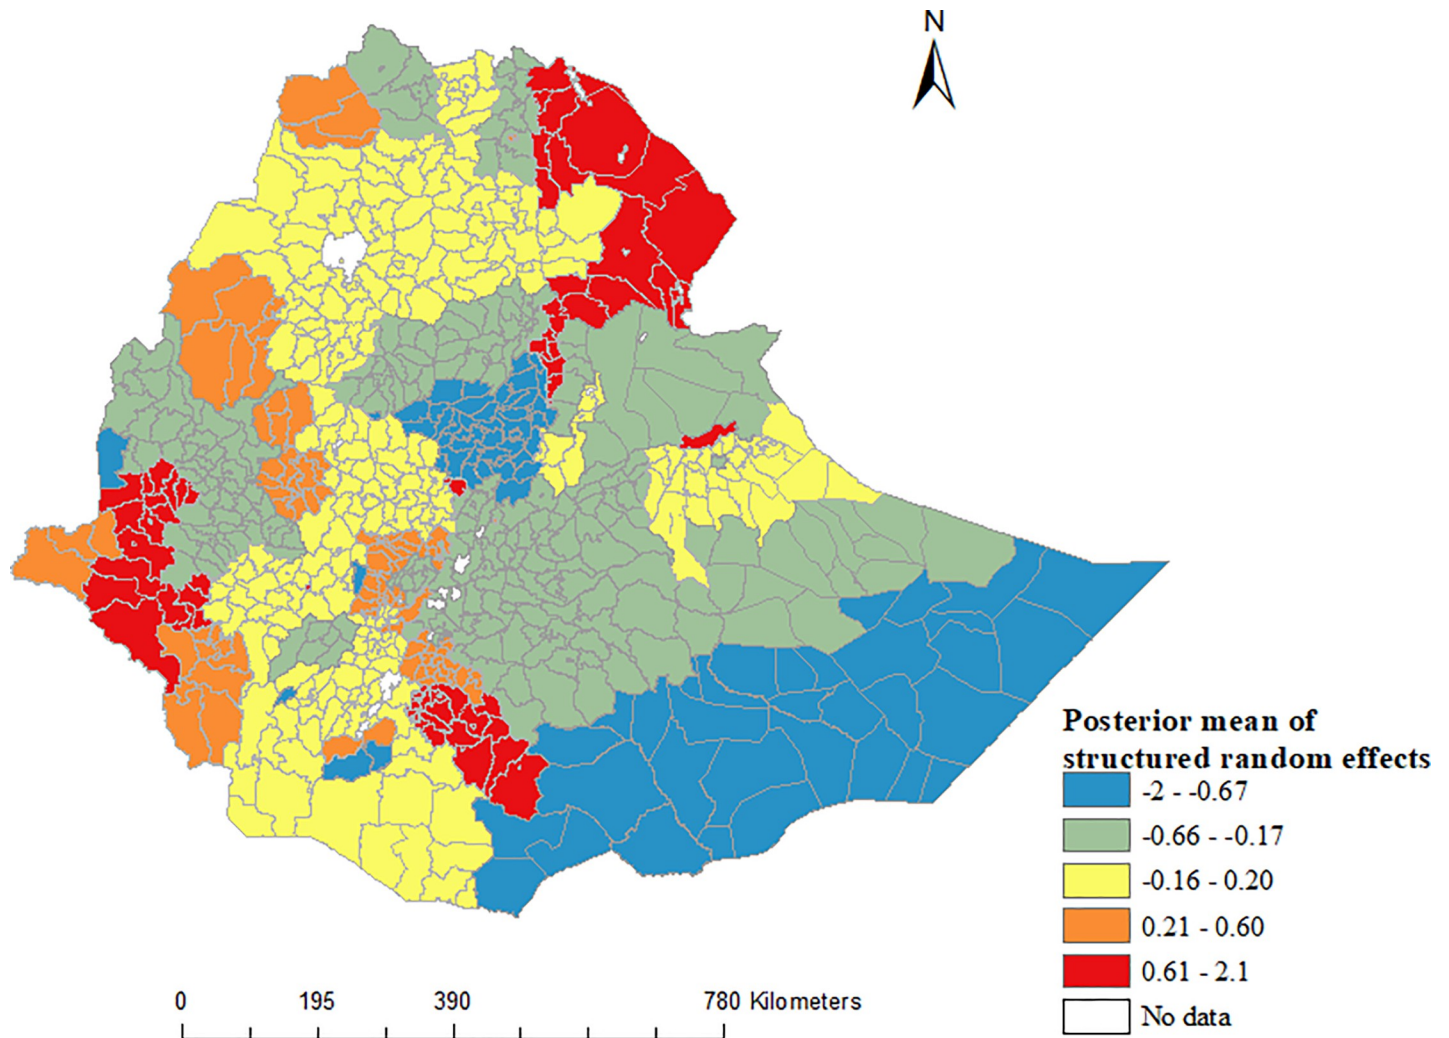 N
Posterior mean of
structured random effects
-2 - -0.67
-0.66 - -0.17
-0.16 - 0.20
0.21 - 0.60
0.61 - 2.1
No data
0 195 390 780 Kilometers